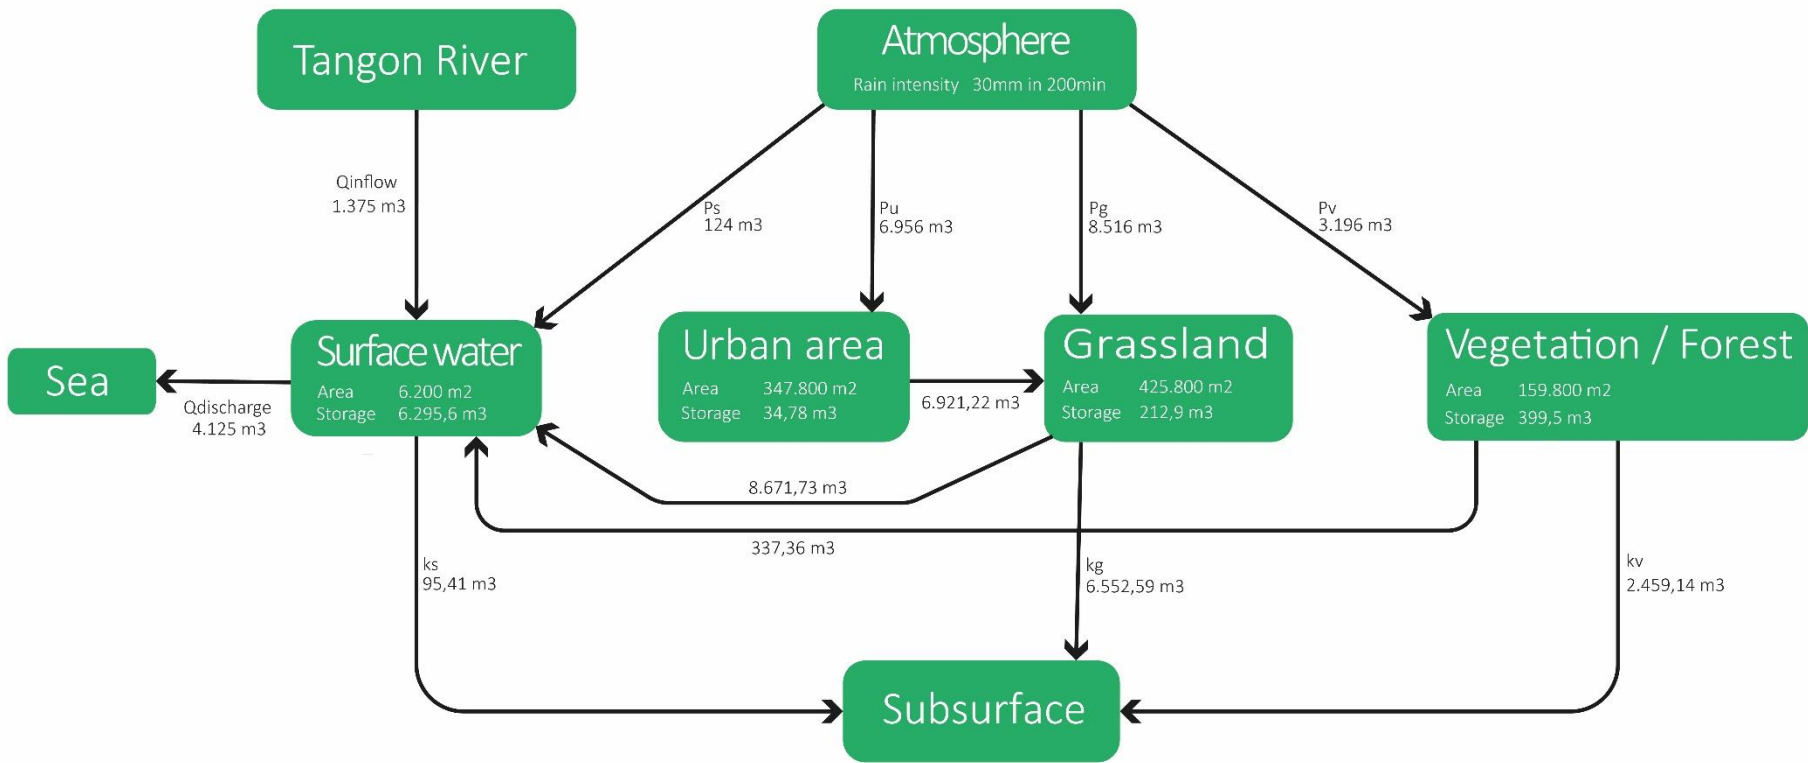 Tangon River
Atmosphere
Rain intensity 30mm in 200min
Qinflow
1.375 m3
Ps
124 m3
Pu
6.956 m3
Pg
8.516 m3
Pv
3.196 m3
Sea
Qdischarge
4.125 m3
Surface water
Area 6.200 m2
Storage 6.295,6 m3
Urban area
Area 347.800 m2
Storage 34,78 m3
6.921,22 m3
Grassland
Area 425.800 m2
Storage 212,9 m3
Vegetation / Forest
Area 159.800 m2
Storage 399,5 m3
8.671,73 m3
337,36 m3
ks
95,41 m3
kg
6.552,59 m3
kv
2.459,14 m3
Subsurface